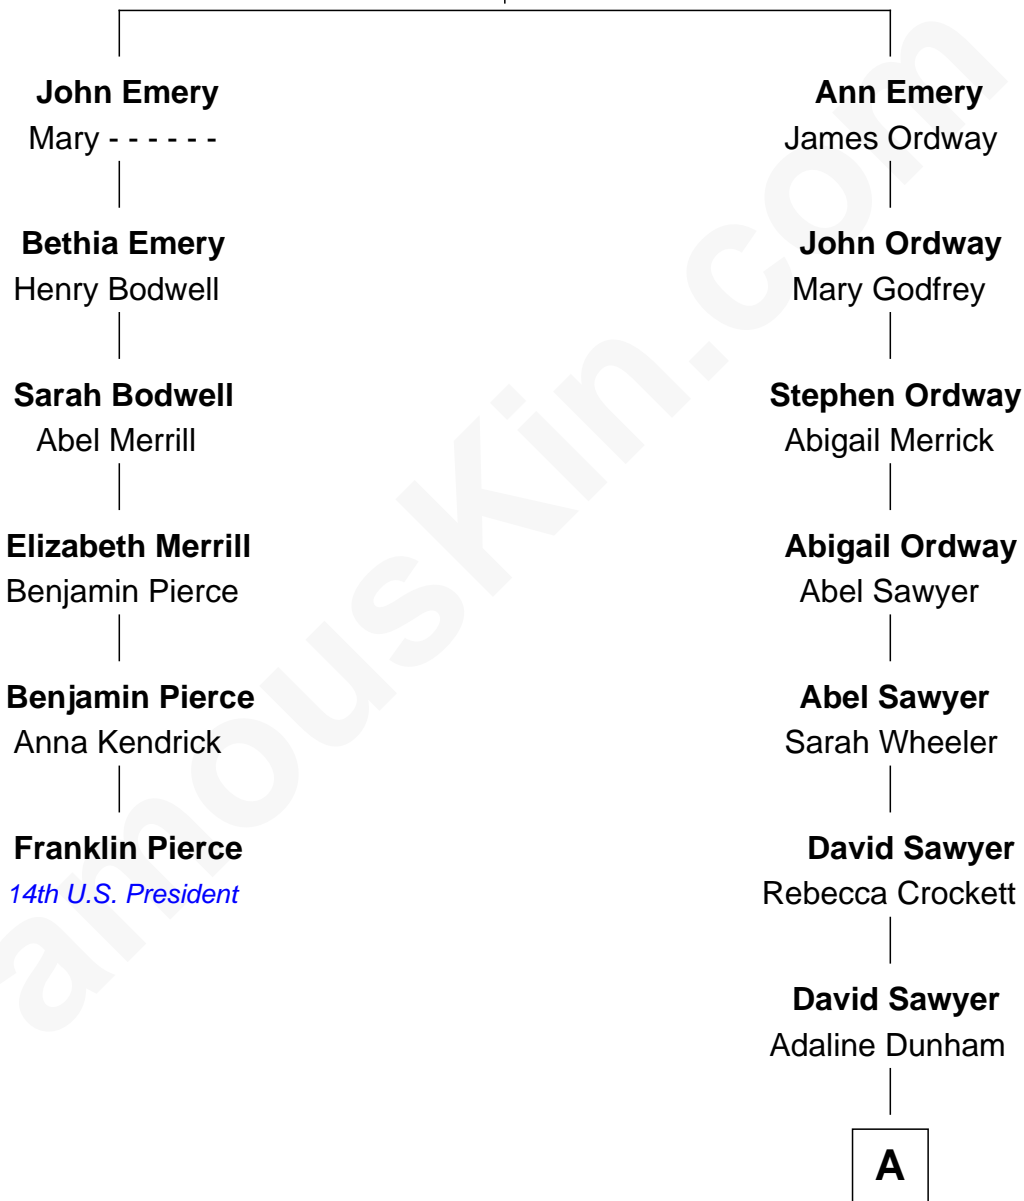 John Emery
Mary - - - - - -
Bethia Emery
Henry Bodwell
Sarah Bodwell
Abel Merrill
Elizabeth Merrill
Benjamin Pierce
Benjamin Pierce
Anna Kendrick
Franklin Pierce
14th U.S. President
Ann Emery
James Ordway
John Ordway
Mary Godfrey
Stephen Ordway
Abigail Merrick
Abigail Ordway
Abel Sawyer
Abel Sawyer
Sarah Wheeler
David Sawyer
Rebecca Crockett
David Sawyer
Adaline Dunham
A
amouskin.com